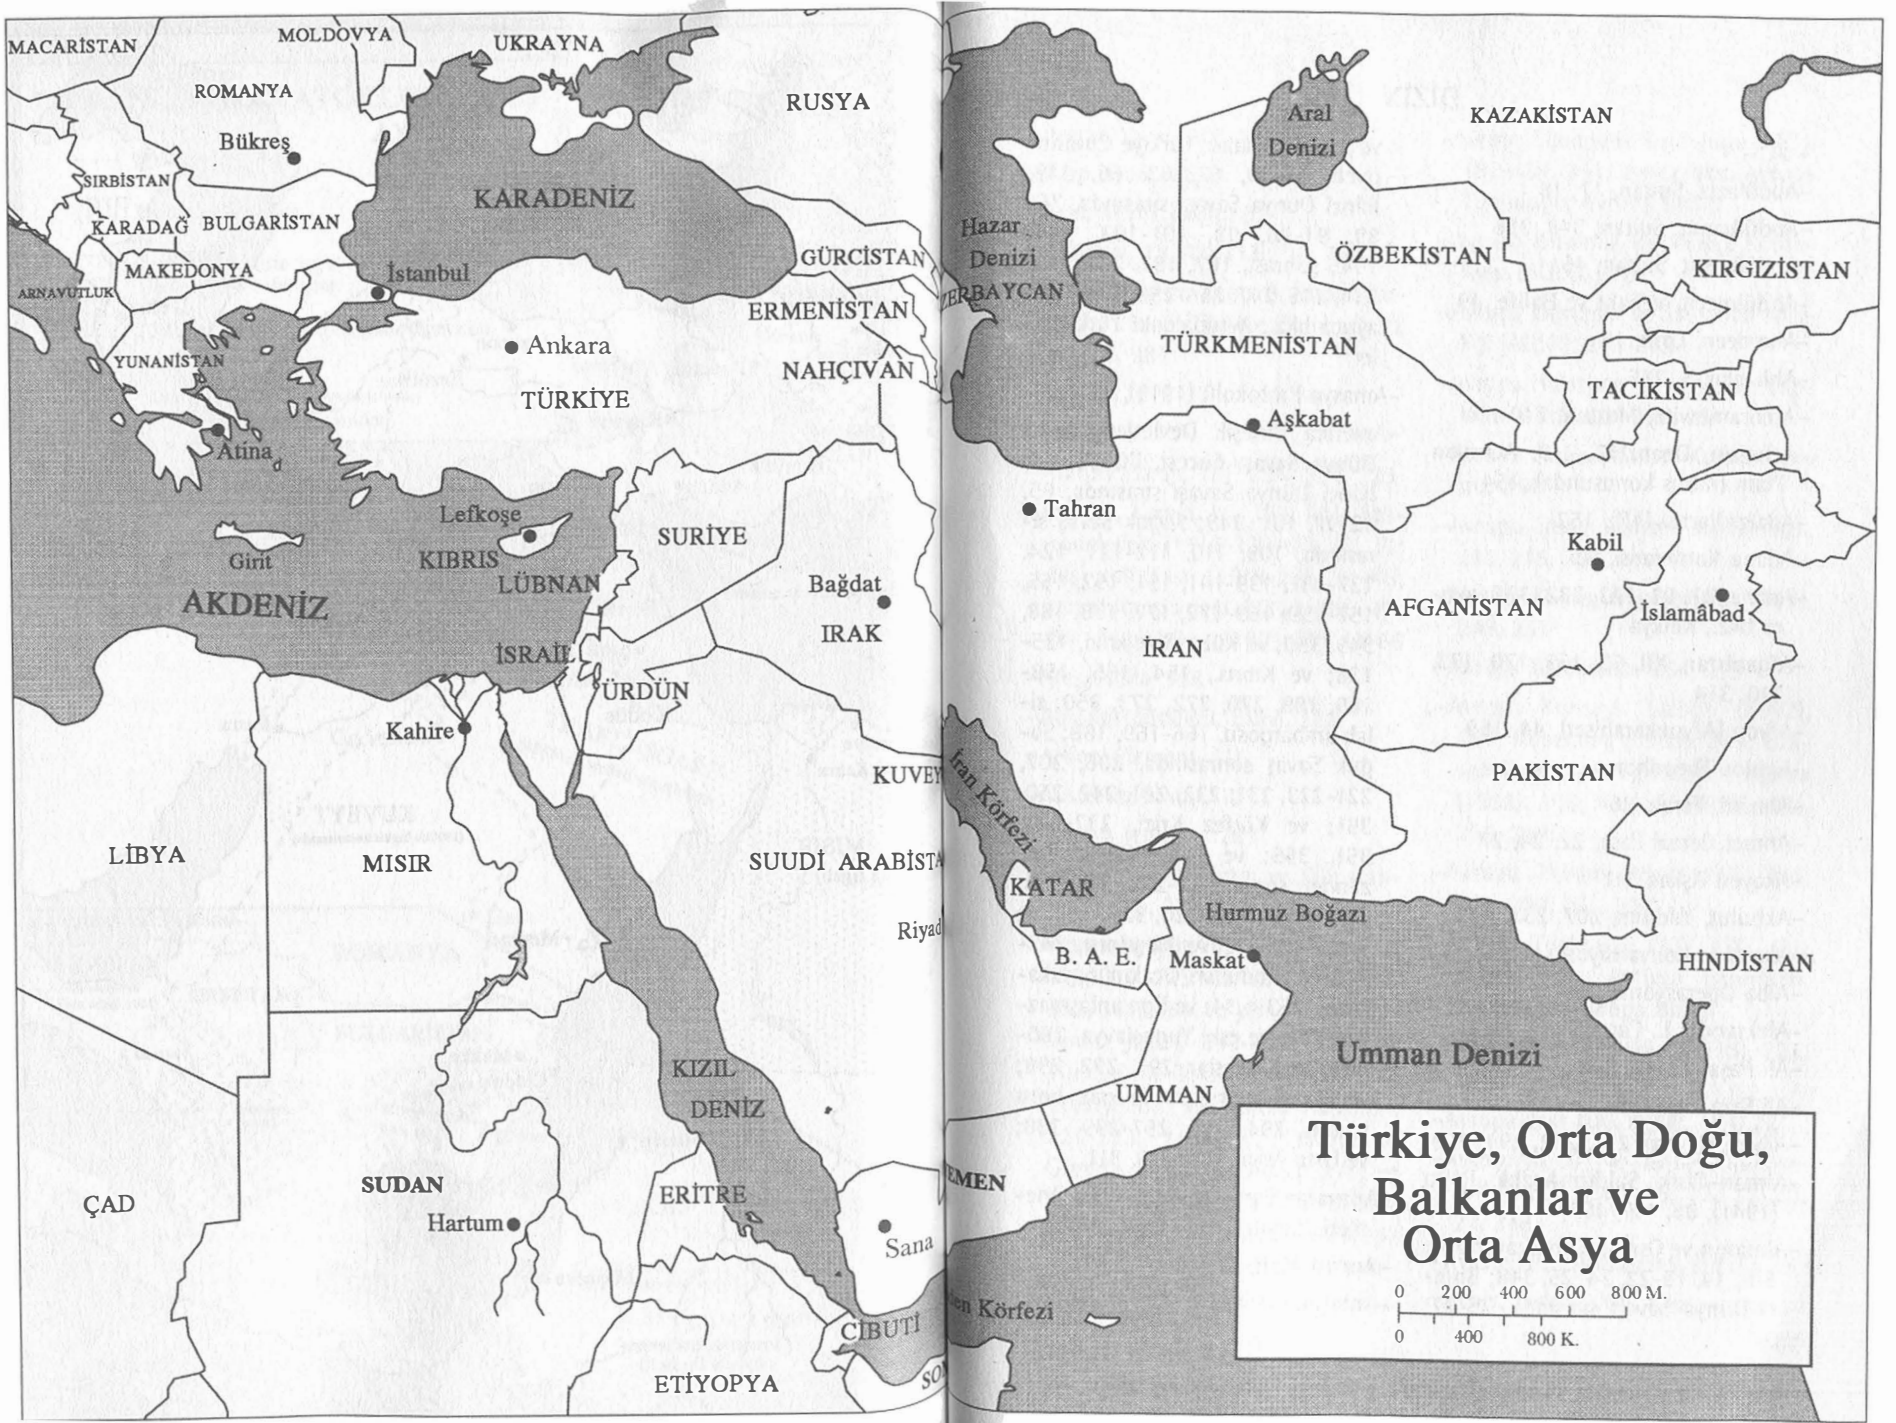 MACARİSTAN
MOLDOVYA
UKRAYNA
ROMANYA
RUSYA
Bükreş
SIRBİSTAN
KARADAĞ
BULGARİSTAN
KARADENİZ
MAKEDONYA
GÜRCİSTAN
ARNAVUTLUK
İstanbul
ERMENİSTAN
YUNANİSTAN
Ankara
NAHÇIVAN
TÜRKİYE
Atina
Lefkoşe
SURİYE
Girit
KIBRIS
LÜBNAN
Bağdat
AKDENİZ
IRAK
İSRAİL
ÜRDÜN
Kahire
KUVEY
LİBYA
MISIR
SUUDİ ARABİSTA
Riyad
KIZIL
DENİZ
ÇAD
SUDAN
ERİTRE
Hartum
Sana
CİBUTİ
ETİYOPYA
SOM
Aral
Denizi
KAZAKİSTAN
Hazar
Denizi
ÖZBEKİSTAN
KIRGIZİSTAN
ZERBAYCAN
TÜRKMENİSTAN
TACİKİSTAN
Aşkabat
Tahran
Kabil
AFGANİSTAN
İslamâbad
İRAN
PAKİSTAN
İran Körfezi
KATAR
Hurmuz Boğazı
B. A. E.
Maskat
HİNDİSTAN
Umman Denizi
UMMAN
EMEN
den Körfezi
Türkiye, Orta Doğu,
Balkanlar ve
Orta Asya
0 200 400 600 800 M.
0 400 800 K.